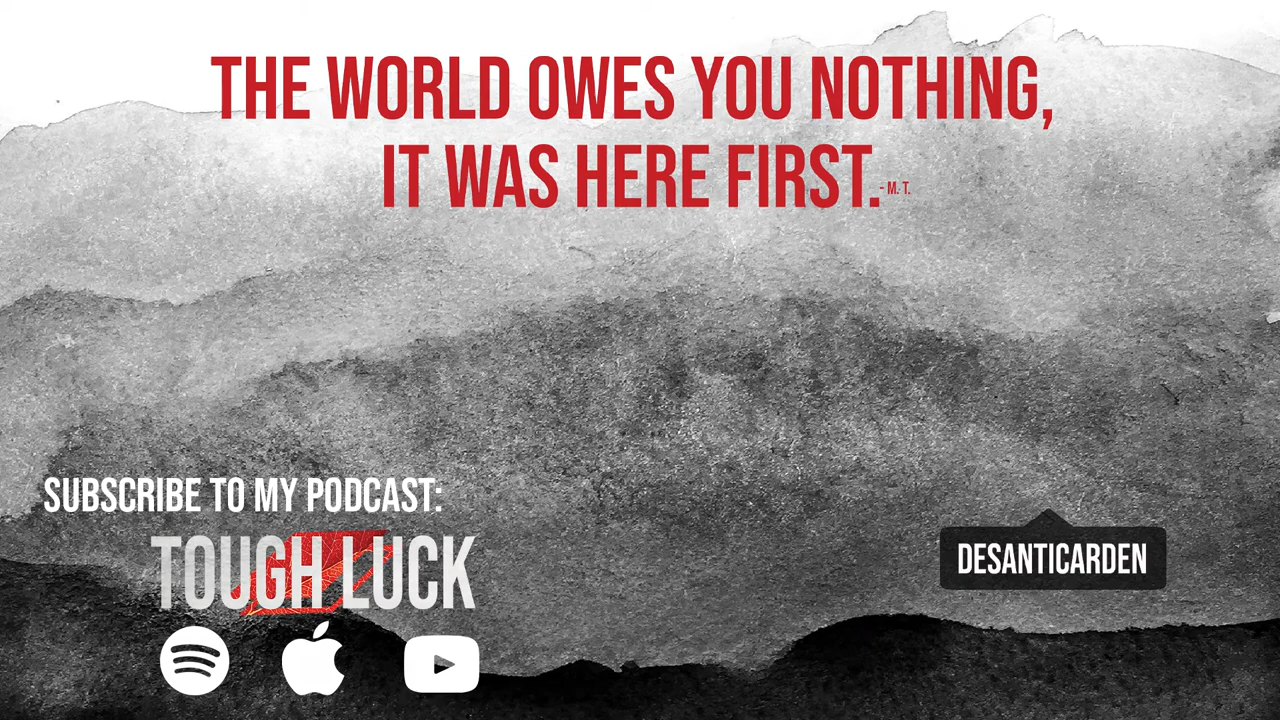 THE WORLD OWES YOU NOTHING,
IT WAS HERE FIRST. - M. T.
SUBSCRIBE TO MY PODCAST:
TOUGH LUCK
DESANTICARDEN